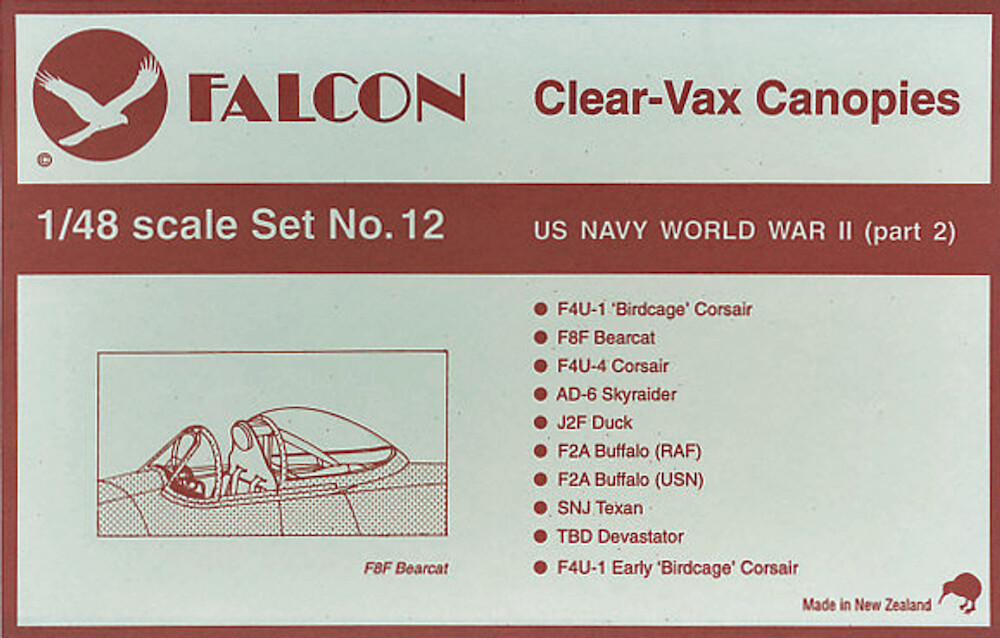 FALCON
©
Clear-Vax Canopies
1/48 scale Set No. 12
US NAVY WORLD WAR II (part 2)
F4U-1 'Birdcage' Corsair
F8F Bearcat
F4U-4 Corsair
AD-6 Skyraider
J2F Duck
F2A Buffalo (RAF)
F2A Buffalo (USN)
SNJ Texan
TBD Devastator
F4U-1 Early 'Birdcage' Corsair
F8F Bearcat
Made in New Zealand